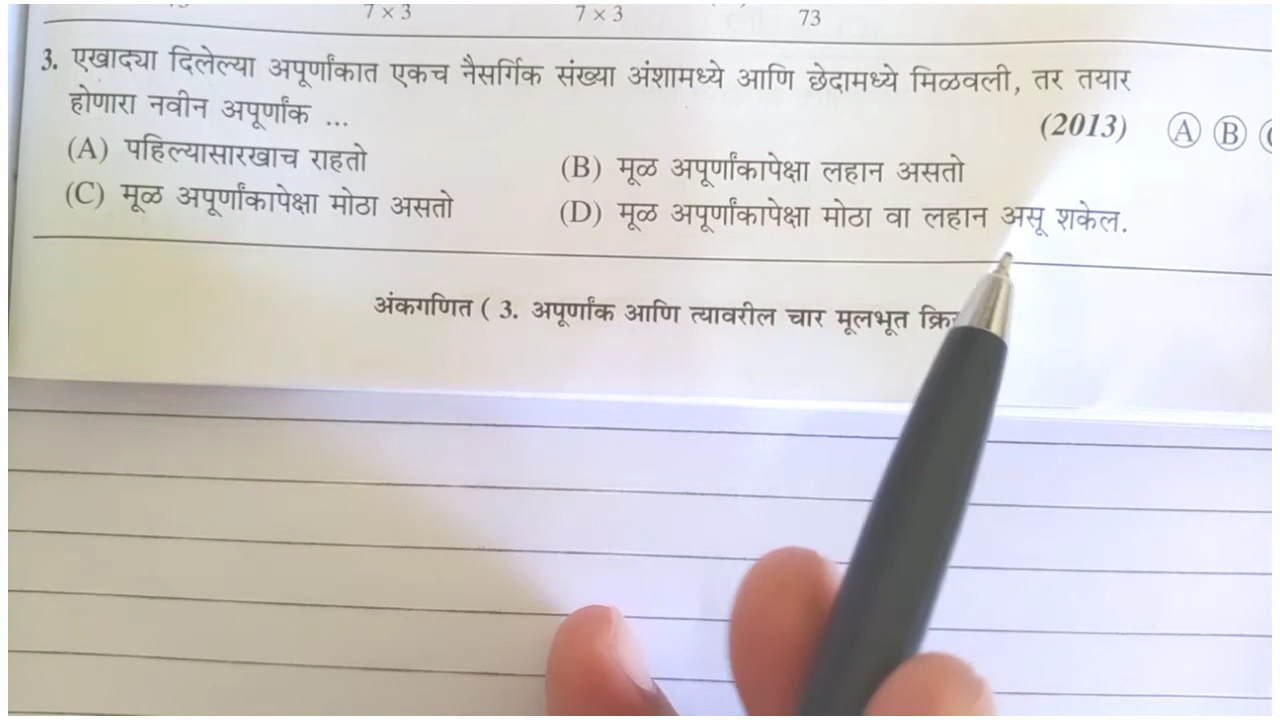 7 × 3 7 × 3 73
3. एखाद्या दिलेल्या अपूर्णांकात एकच नैसर्गिक संख्या अंशामध्ये आणि छेदामध्ये मिळवली, तर तयार
होणारा नवीन अपूर्णांक ... (2013) Ⓐ Ⓑ
(A) पहिल्यासारखाच राहतो (B) मूळ अपूर्णांकापेक्षा लहान असतो
(C) मूळ अपूर्णांकापेक्षा मोठा असतो (D) मूळ अपूर्णांकापेक्षा मोठा वा लहान असू शकेल.
अंकगणित ( 3. अपूर्णांक आणि त्यावरील चार मूलभूत